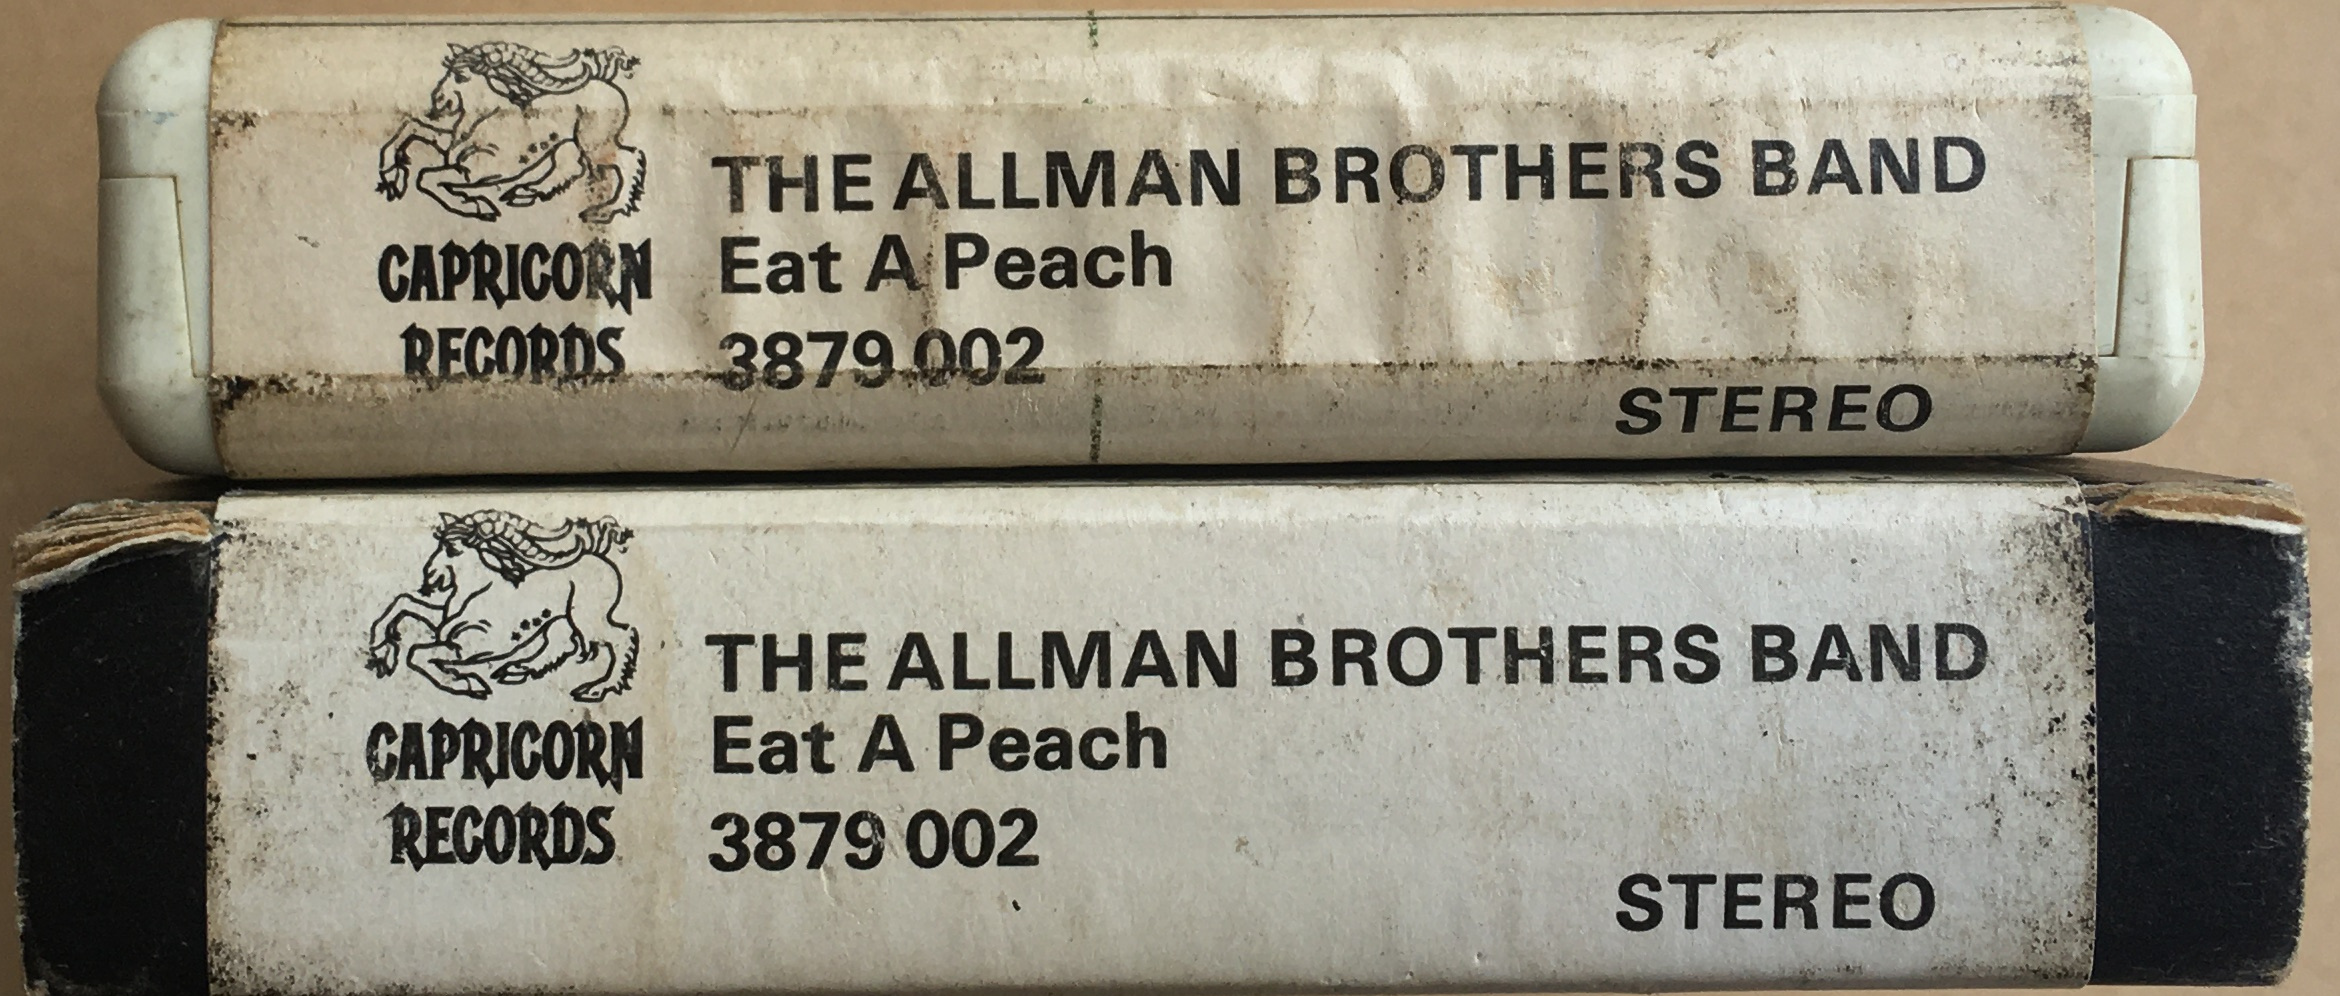 THE ALLMAN BROTHERS BAND
CAPRICORN
RECORDS
Eat A Peach
3879 002
STEREO
THE ALLMAN BROTHERS BAND
CAPRICORN
RECORDS
Eat A Peach
3879 002
STEREO